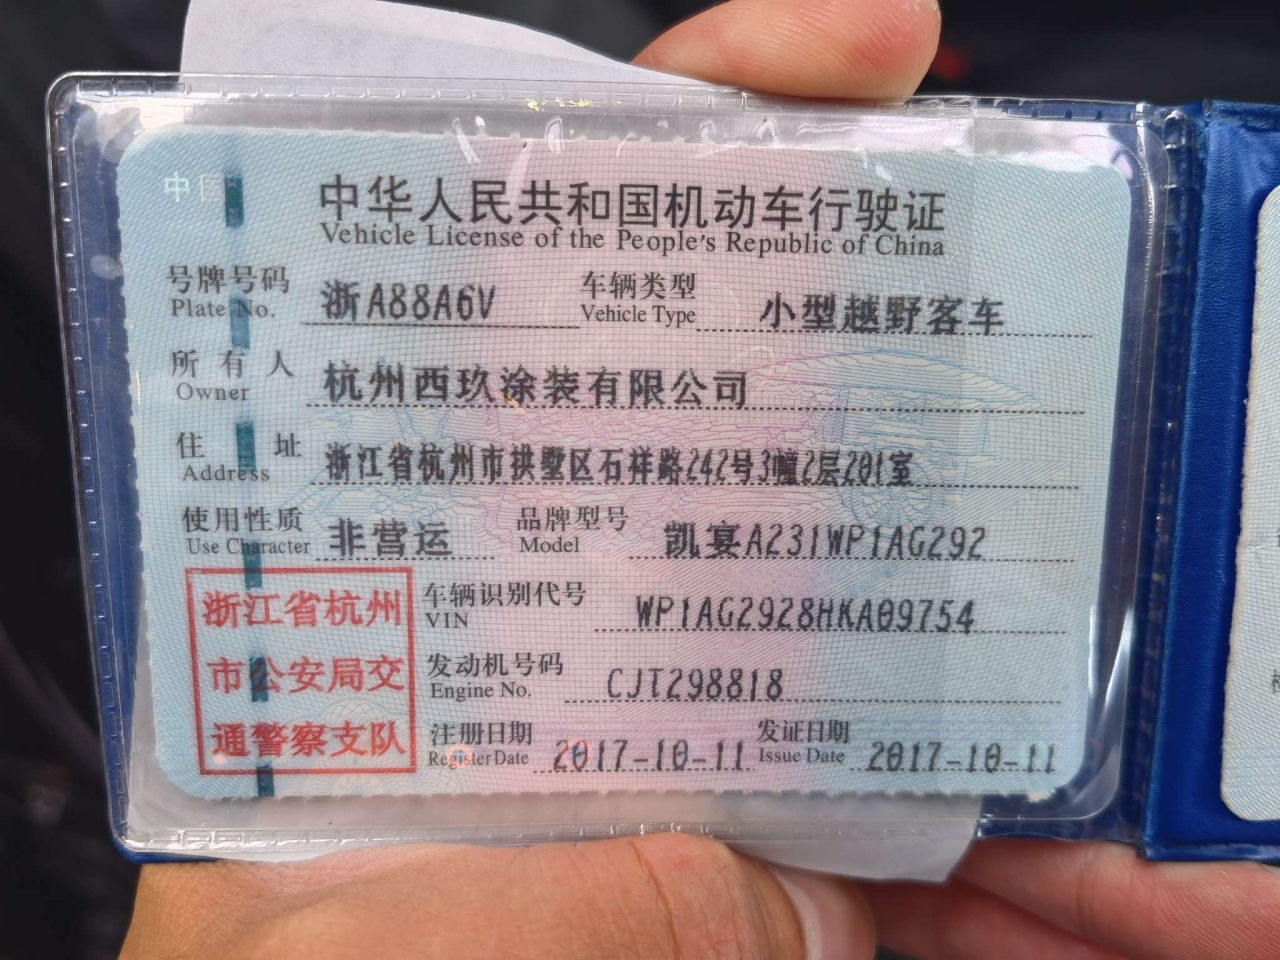 中国
中华人民共和国机动车行驶证
Vehicle License of the People's Republic of China
号牌号码 浙A88A6V 车辆类型 小型越野客车
Plate No. Vehicle Type
所有人 杭州西玖涂装有限公司
Owner
住址 浙江省杭州市拱墅区石祥路242号3幢2层201室
Address
使用性质 非营运 品牌型号 凯宴A231WP1AG292
Use Character Model
浙江省杭州
市公安局交
通警察支队
车辆识别代号 WP1AG2928HKA09754
VIN
发动机号码 CJT298818
Engine No.
注册日期 2017-10-11 发证日期 2017-10-11
Register Date Issue Date